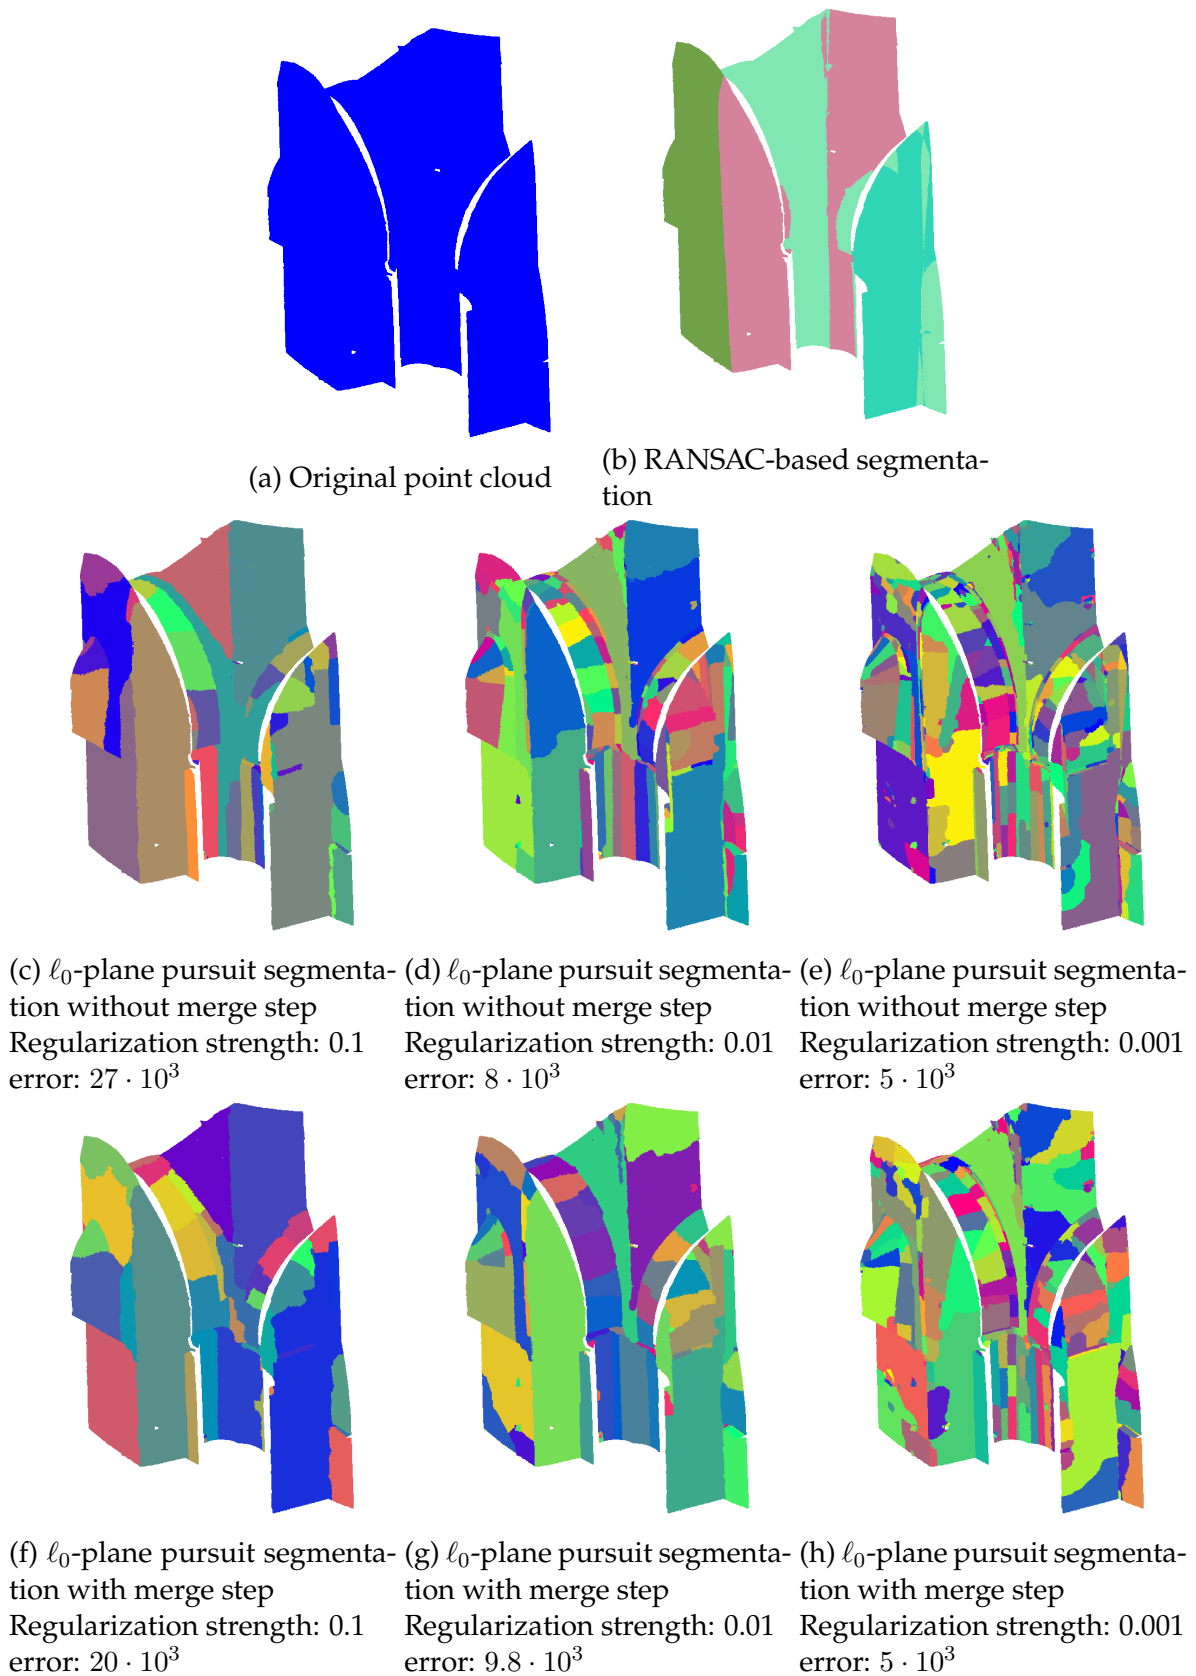 (a) Original point cloud
(b) RANSAC-based segmenta-
tion
(c) ℓ₀-plane pursuit segmenta-
tion without merge step
Regularization strength: 0.1
error: 27 · 10³
(d) ℓ₀-plane pursuit segmenta-
tion without merge step
Regularization strength: 0.01
error: 8 · 10³
(e) ℓ₀-plane pursuit segmenta-
tion without merge step
Regularization strength: 0.001
error: 5 · 10³
(f) ℓ₀-plane pursuit segmenta-
tion with merge step
Regularization strength: 0.1
error: 20 · 10³
(g) ℓ₀-plane pursuit segmenta-
tion with merge step
Regularization strength: 0.01
error: 9.8 · 10³
(h) ℓ₀-plane pursuit segmenta-
tion with merge step
Regularization strength: 0.001
error: 5 · 10³